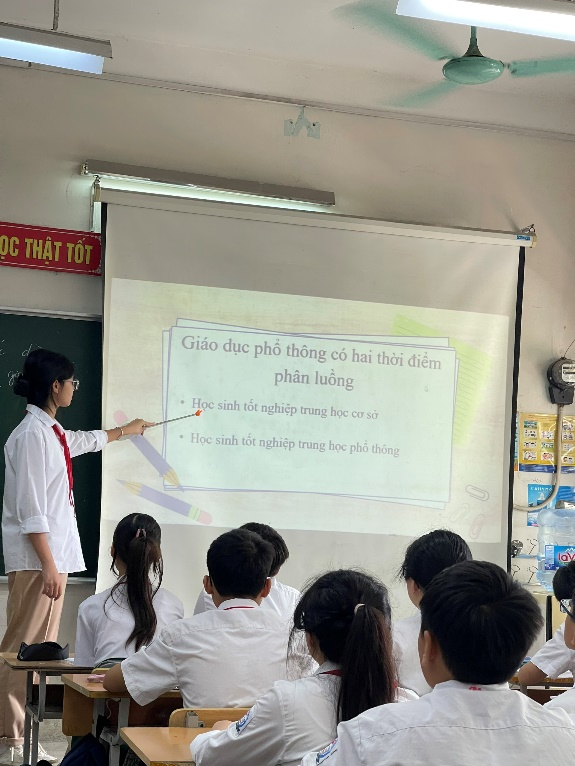 ỌC THẬT TỐT
Giáo dục phổ thông có hai thời điểm
phân luồng
• Học sinh tốt nghiệp trung học cơ sở
• Học sinh tốt nghiệp trung học phổ thông